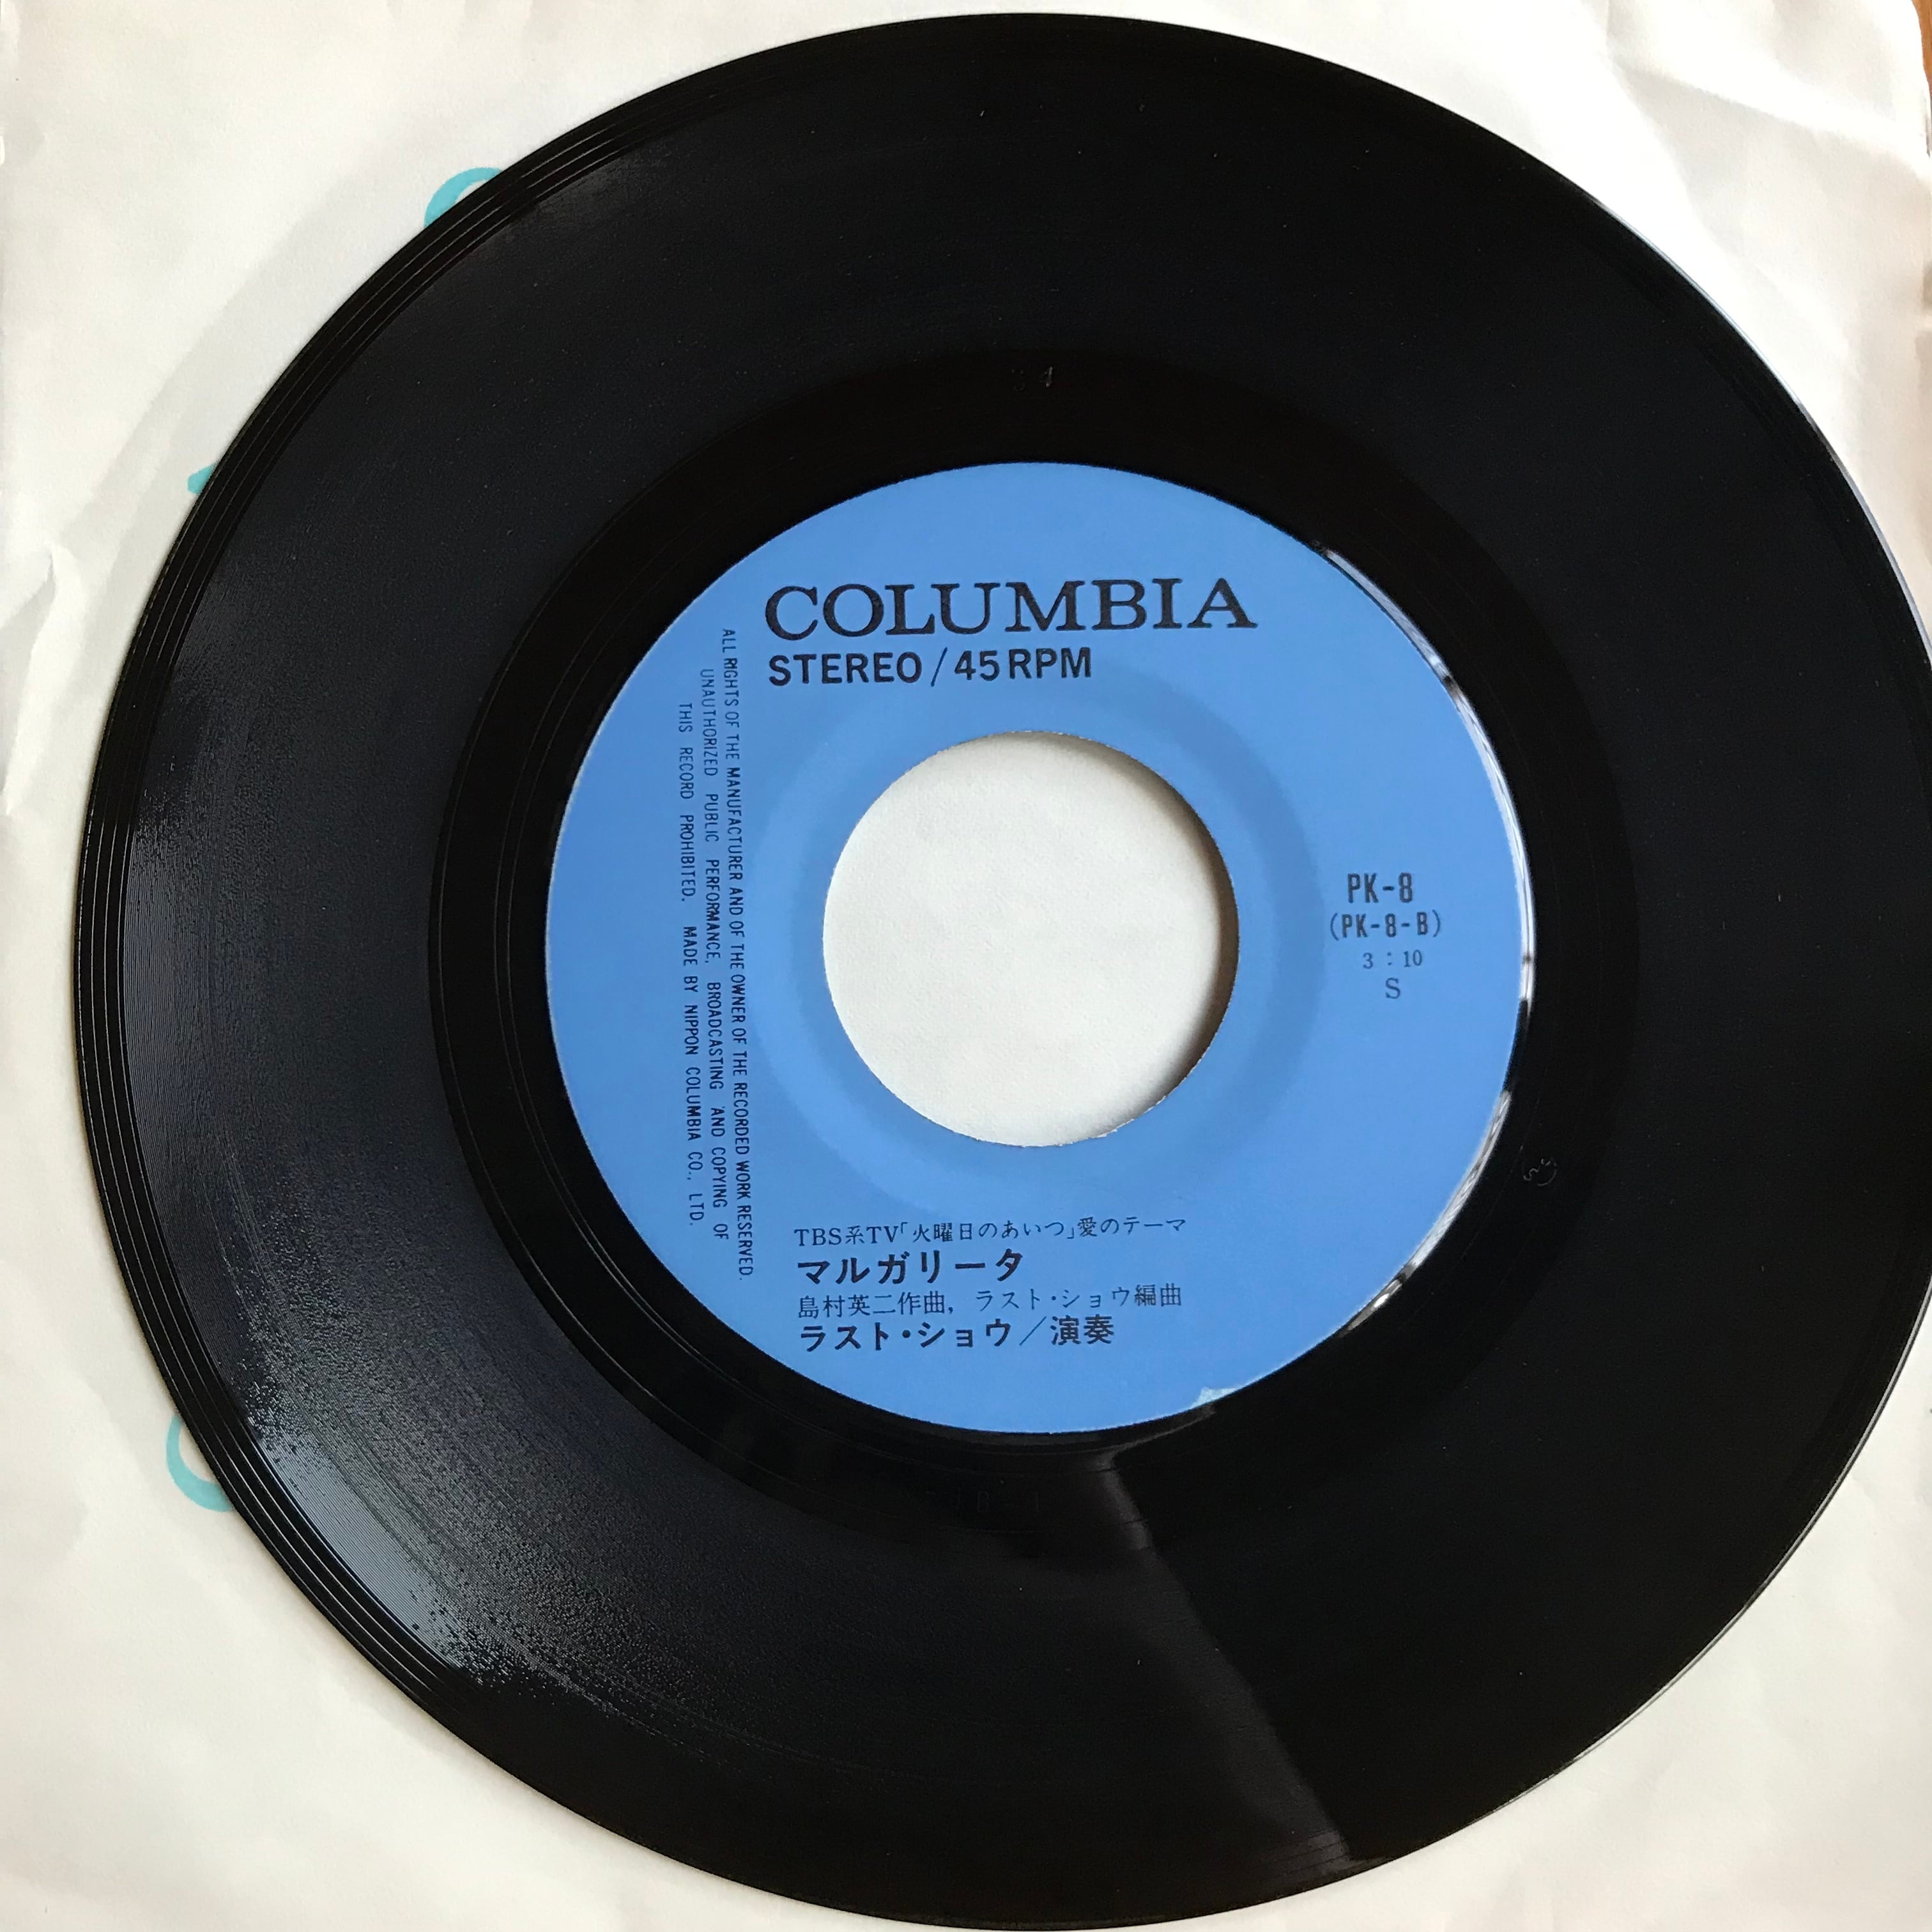 COLUMBIA
STEREO / 45 RPM
ALL RIGHTS OF THE MANUFACTURER AND OF THE OWNER OF THE RECORDED WORK RESERVED.
UNAUTHORIZED PUBLIC PERFORMANCE, BROADCASTING AND COPYING OF
THIS RECORD PROHIBITED. MADE BY NIPPON COLUMBIA CO., LTD.
PK-8
(PK-8-B)
3:10
S
TBS系TV「火曜日のあいつ」愛のテーマ
マルガリータ
島村英二作曲, ラスト・ショウ編曲
ラスト・ショウ/演奏